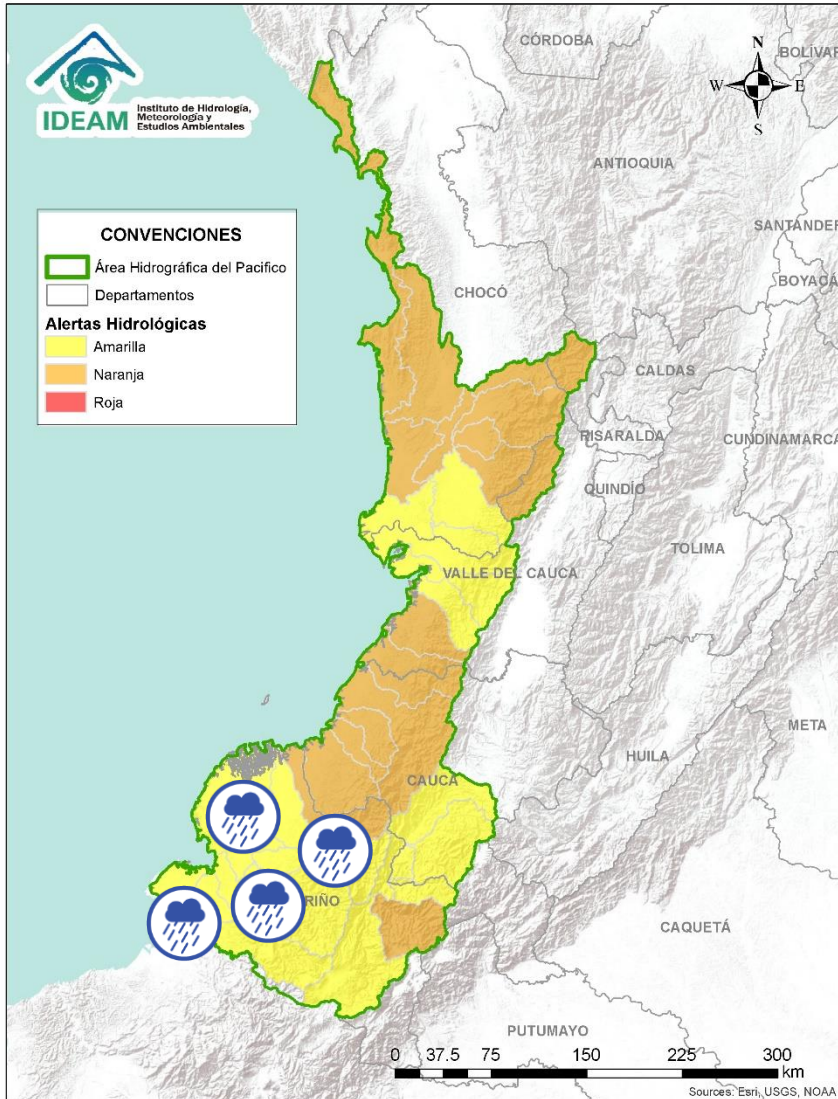 IDEAM
Instituto de Hidrología,
Meteorología y
Estudios Ambientales
N
W
E
S
CÓRDOBA
BOLÍVAR
ANTIOQUIA
SANTANDER
BOYACÁ
CONVENCIONES
Área Hidrográfica del Pacifico
Departamentos
Alertas Hidrológicas
Amarilla
Naranja
Roja
CHOCÓ
CALDAS
RISARALDA
CUNDINAMARCA
QUINDÍO
TOLIMA
VALLE DEL CAUCA
META
HUILA
CAUCA
RIÑO
CAQUETÁ
PUTUMAYO
0 37.5 75 150 225 300
km
Sources: Esri, USGS, NOAA